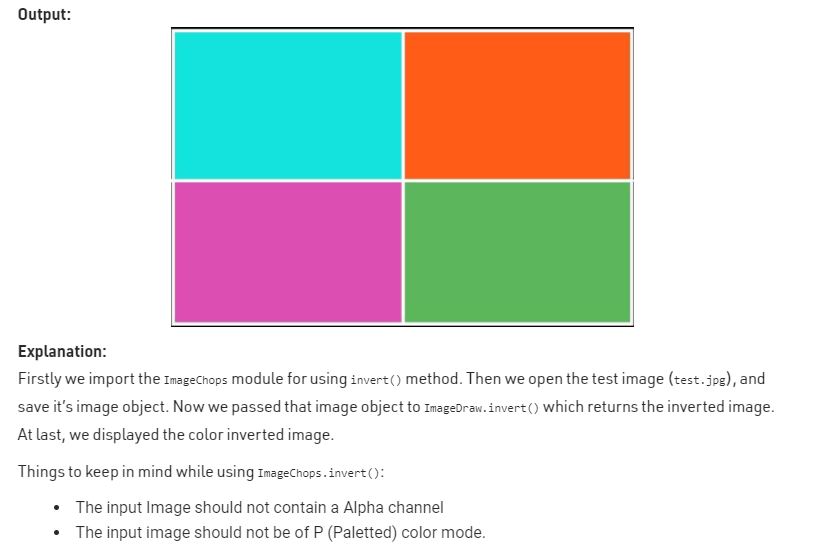 Output:
Explanation:
Firstly we import the ImageChops module for using invert() method. Then we open the test image (test.jpg), and
save it’s image object. Now we passed that image object to ImageDraw.invert() which returns the inverted image.
At last, we displayed the color inverted image.
Things to keep in mind while using ImageChops.invert():
• The input Image should not contain a Alpha channel
• The input image should not be of P (Paletted) color mode.